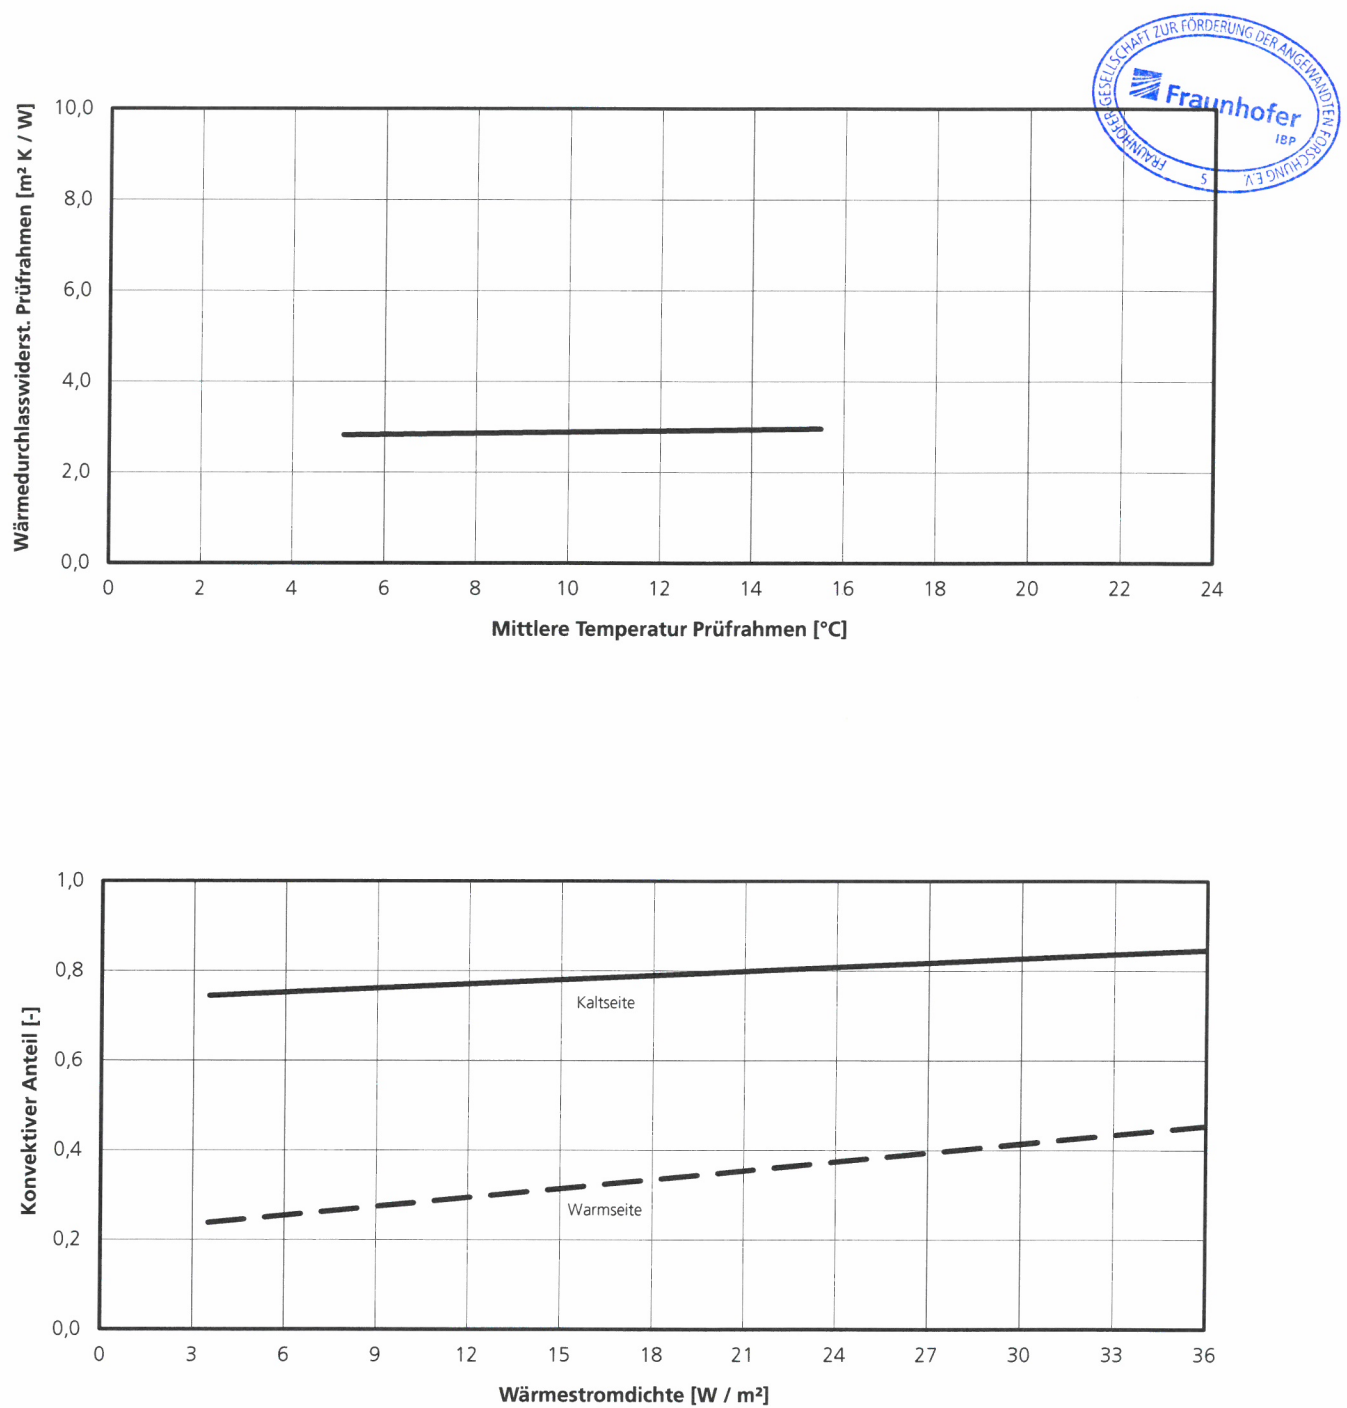 FRAUNHOFER-GESELLSCHAFT ZUR FÖRDERUNG DER ANGEWANDTEN FORSCHUNG E.V.
Fraunhofer
IBP
5
Wärmedurchlasswiderst. Prüfrahmen [m² K / W]
10,0
8,0
6,0
4,0
2,0
0,0
0 2 4 6 8 10 12 14 16 18 20 22 24
Mittlere Temperatur Prüfrahmen [°C]
Konvektiver Anteil [-]
1,0
0,8
Kaltseite
0,6
0,4
Warmseite
0,2
0,0
0 3 6 9 12 15 18 21 24 27 30 33 36
Wärmestromdichte [W / m²]